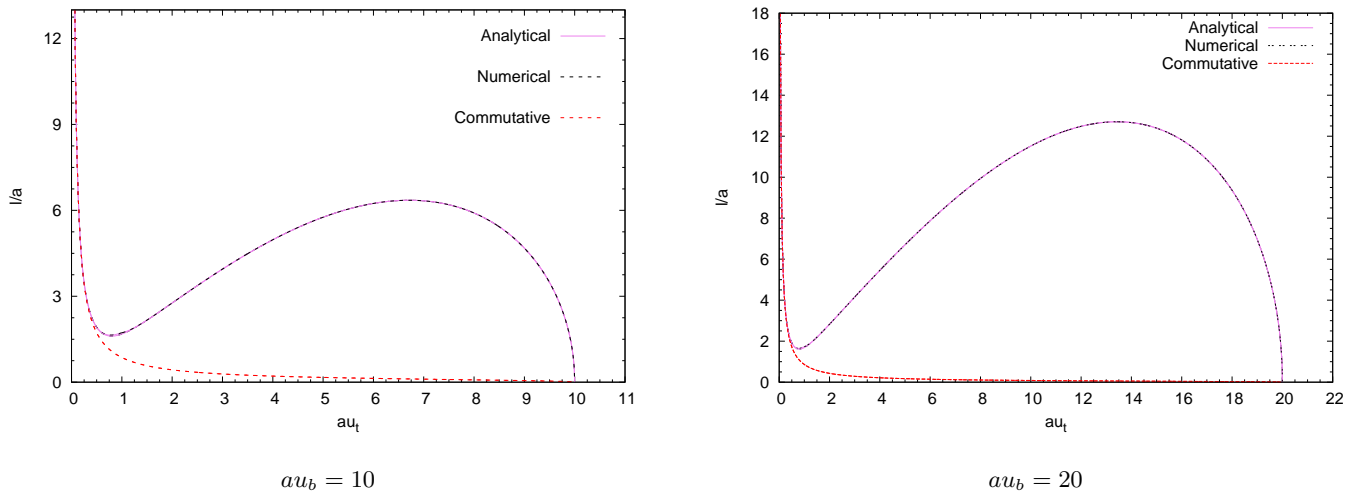 12
9
6
3
0
l/a
0 1 2 3 4 5 6 7 8 9 10 11
au_t
Analytical
Numerical
Commutative
au_b = 10
18
16
14
12
10
8
6
4
2
0
l/a
0 2 4 6 8 10 12 14 16 18 20 22
au_t
Analytical
Numerical
Commutative
au_b = 20